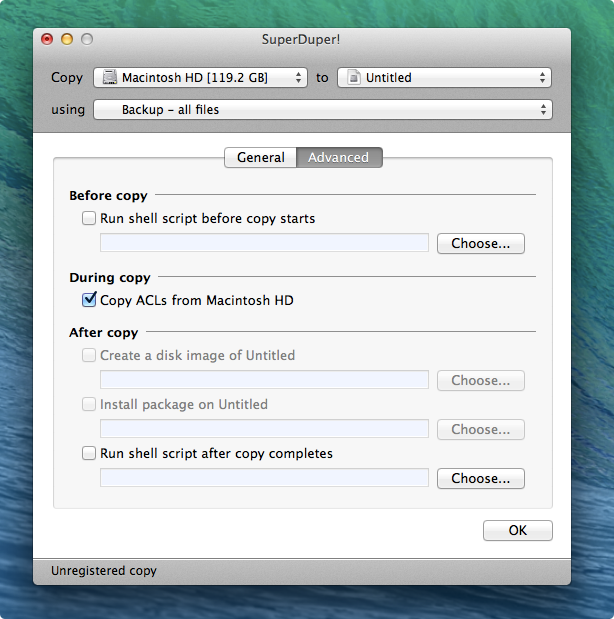 SuperDuper!
Copy Macintosh HD [119.2 GB] to Untitled
using Backup – all files
General Advanced
Before copy
Run shell script before copy starts
Choose...
During copy
Copy ACLs from Macintosh HD
After copy
Create a disk image of Untitled
Choose...
Install package on Untitled
Choose...
Run shell script after copy completes
Choose...
OK
Unregistered copy